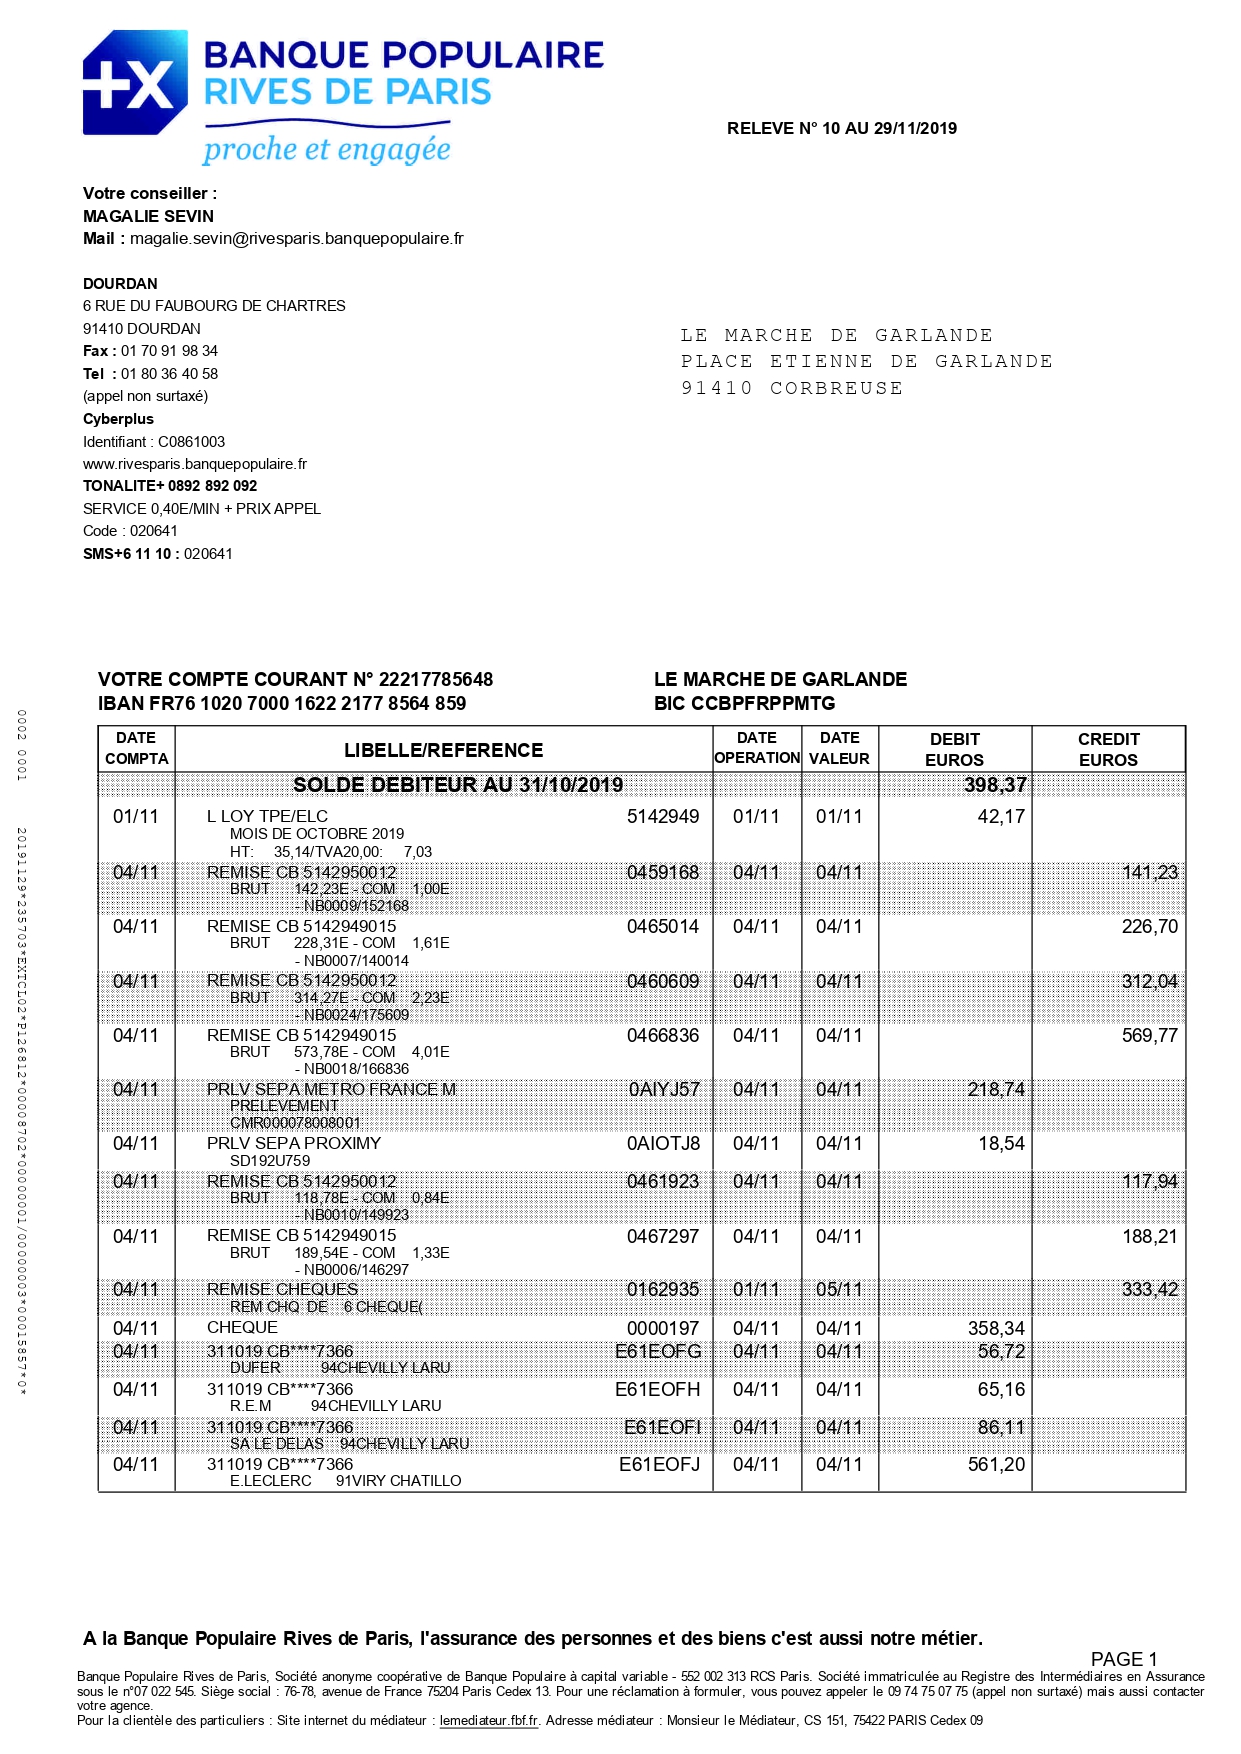 BANQUE POPULAIRE
RIVES DE PARIS
proche et engagée
RELEVE N° 10 AU 29/11/2019
Votre conseiller :
MAGALIE SEVIN
Mail : magalie.sevin@rivesparis.banquepopulaire.fr
DOURDAN
6 RUE DU FAUBOURG DE CHARTRES
91410 DOURDAN
Fax : 01 70 91 98 34
Tel : 01 80 36 40 58
(appel non surtaxé)
Cyberplus
Identifiant : C0861003
www.rivesparis.banquepopulaire.fr
TONALITE+ 0892 892 092
SERVICE 0,40E/MIN + PRIX APPEL
Code : 020641
SMS+6 11 10 : 020641
LE MARCHE DE GARLANDE
PLACE ETIENNE DE GARLANDE
91410 CORBREUSE
VOTRE COMPTE COURANT N° 22217785648 LE MARCHE DE GARLANDE
IBAN FR76 1020 7000 1622 2177 8564 859 BIC CCBPFRPPMTG
DATE COMPTA LIBELLE/REFERENCE DATE OPERATION DATE VALEUR DEBIT EUROS CREDIT EUROS
SOLDE DEBITEUR AU 31/10/2019 398,37
01/11 L LOY TPE/ELC 5142949 01/11 01/11 42,17
MOIS DE OCTOBRE 2019
HT: 35,14/TVA20,00: 7,03
04/11 REMISE CB 5142950012 0459168 04/11 04/11 141,23
BRUT 142,23E - COM 1,00E
- NB0009/152168
04/11 REMISE CB 5142949015 0465014 04/11 04/11 226,70
BRUT 228,31E - COM 1,61E
- NB0007/140014
04/11 REMISE CB 5142950012 0460609 04/11 04/11 312,04
BRUT 314,27E - COM 2,23E
- NB0024/175609
04/11 REMISE CB 5142949015 0466836 04/11 04/11 569,77
BRUT 573,78E - COM 4,01E
- NB0018/166836
04/11 PRLV SEPA METRO FRANCE M 0AIYJ57 04/11 04/11 218,74
PRELEVEMENT
CMR000078008001
04/11 PRLV SEPA PROXIMY 0AIOTJ8 04/11 04/11 18,54
SD192U759
04/11 REMISE CB 5142950012 0461923 04/11 04/11 117,94
BRUT 118,78E - COM 0,84E
- NB0010/149923
04/11 REMISE CB 5142949015 0467297 04/11 04/11 188,21
BRUT 189,54E - COM 1,33E
- NB0006/146297
04/11 REMISE CHEQUES 0162935 01/11 05/11 333,42
REM CHQ DE 6 CHEQUE(
04/11 CHEQUE 0000197 04/11 04/11 358,34
04/11 311019 CB****7366 E61EOFG 04/11 04/11 56,72
DUFER 94CHEVILLY LARU
04/11 311019 CB****7366 E61EOFH 04/11 04/11 65,16
R.E.M 94CHEVILLY LARU
04/11 311019 CB****7366 E61EOFI 04/11 04/11 86,11
SA LE DELAS 94CHEVILLY LARU
04/11 311019 CB****7366 E61EOFJ 04/11 04/11 561,20
E.LECLERC 91VIRY CHATILLO
0002 0001 20191129*235703*EXTCL02*P126812*00008702*00000001/00000003*00015857*0*
A la Banque Populaire Rives de Paris, l'assurance des personnes et des biens c'est aussi notre métier.
PAGE 1
Banque Populaire Rives de Paris, Société anonyme coopérative de Banque Populaire à capital variable - 552 002 313 RCS Paris. Société immatriculée au Registre des Intermédiaires en Assurance
sous le n°07 022 545. Siège social : 76-78, avenue de France 75204 Paris Cedex 13. Pour une réclamation à formuler, vous pouvez appeler le 09 74 75 07 75 (appel non surtaxé) mais aussi contacter
votre agence.
Pour la clientèle des particuliers : Site internet du médiateur : lemediateur.fbf.fr. Adresse médiateur : Monsieur le Médiateur, CS 151, 75422 PARIS Cedex 09